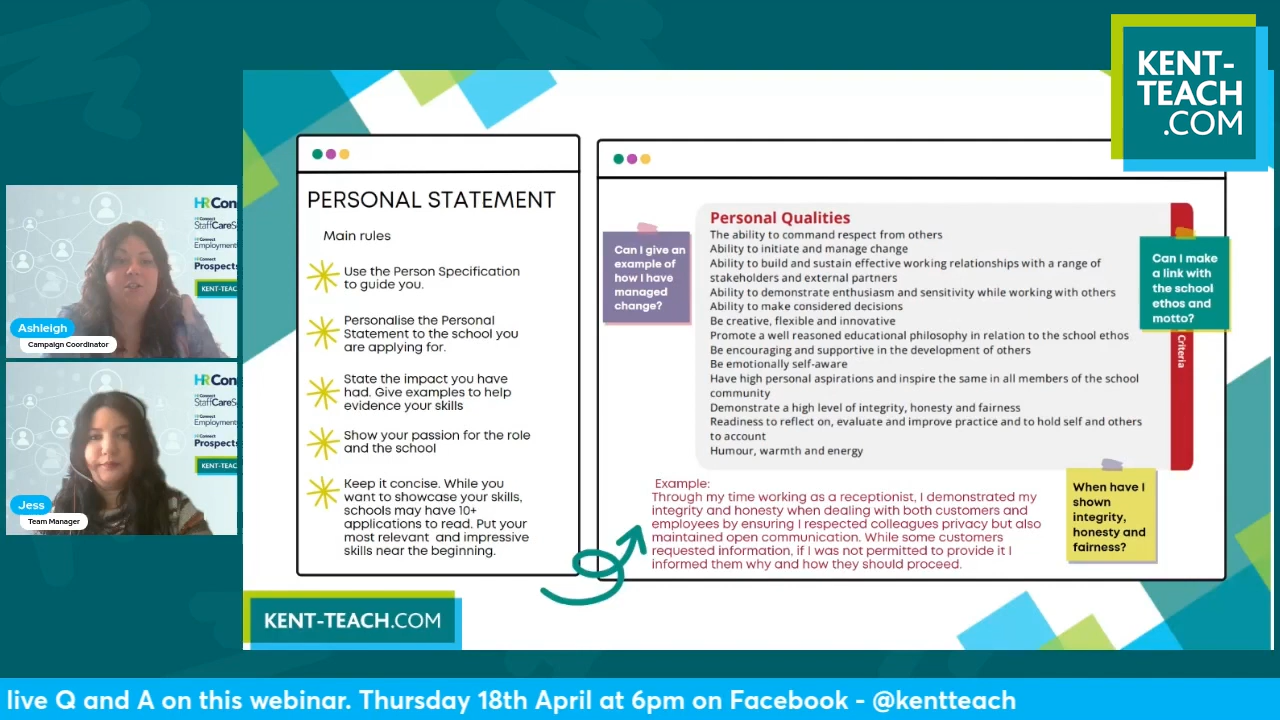 KENT-
TEACH
.COM
HRCon
StaffCareS
Employment
Prospects
KENT-TEAC
Ashleigh
Campaign Coordinator
HRCon
StaffCareS
Employment
Prospects
KENT-TEAC
Jess
Team Manager
PERSONAL STATEMENT
Main rules
Use the Person Specification
to guide you.
Personalise the Personal
Statement to the school you
are applying for.
State the impact you have
had. Give examples to help
evidence your skills
Show your passion for the role
and the school
Keep it concise. While you
want to showcase your skills,
schools may have 10+
applications to read. Put your
most relevant and impressive
skills near the beginning.
Can I give an
example of
how I have
managed
change?
Personal Qualities
The ability to command respect from others
Ability to initiate and manage change
Ability to build and sustain effective working relationships with a range of
stakeholders and external partners
Ability to demonstrate enthusiasm and sensitivity while working with others
Ability to make considered decisions
Be creative, flexible and innovative
Promote a well reasoned educational philosophy in relation to the school ethos
Be encouraging and supportive in the development of others
Be emotionally self-aware
Have high personal aspirations and inspire the same in all members of the school
community
Demonstrate a high level of integrity, honesty and fairness
Readiness to reflect on, evaluate and improve practice and to hold self and others
to account
Humour, warmth and energy
Criteria
Can I make
a link with
the school
ethos and
motto?
When have I
shown
integrity,
honesty and
fairness?
Example:
Through my time working as a receptionist, I demonstrated my
integrity and honesty when dealing with both customers and
employees by ensuring I respected colleagues privacy but also
maintained open communication. While some customers
requested information, if I was not permitted to provide it I
informed them why and how they should proceed.
KENT-TEACH.COM
live Q and A on this webinar. Thursday 18th April at 6pm on Facebook - @kentteach